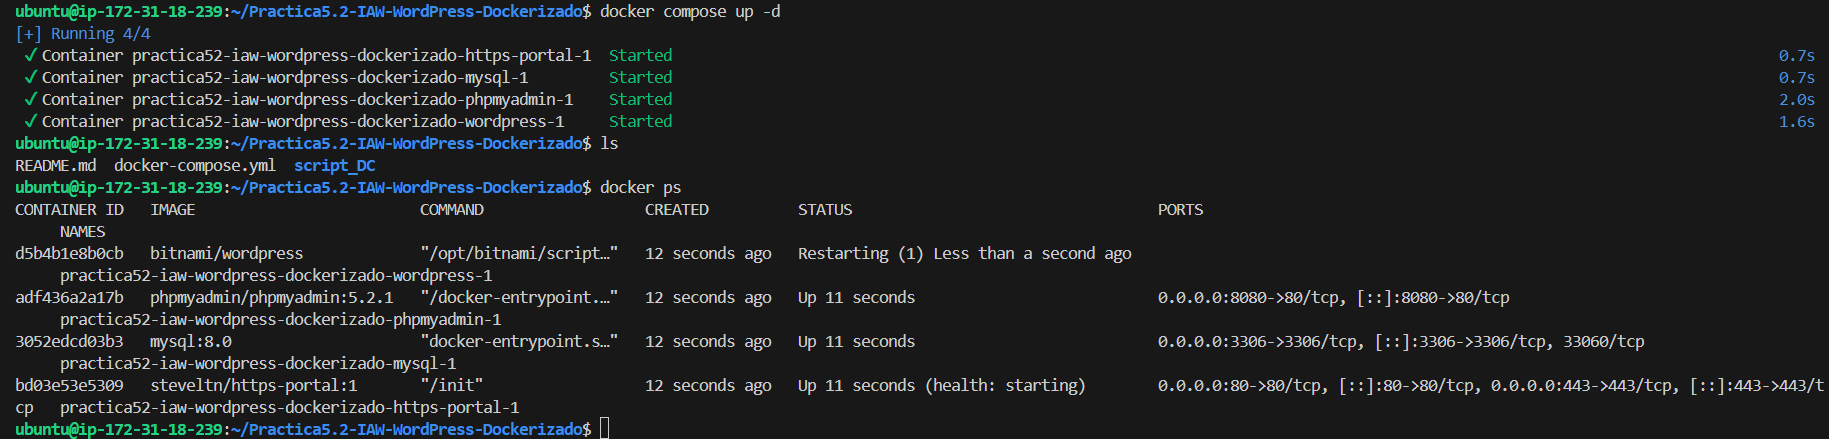 ubuntu@ip-172-31-18-239:~/Practica5.2-IAW-WordPress-Dockerizado$ docker compose up -d
[+] Running 4/4
✓ Container practica52-iaw-wordpress-dockerizado-https-portal-1  Started  0.7s
✓ Container practica52-iaw-wordpress-dockerizado-mysql-1  Started  0.7s
✓ Container practica52-iaw-wordpress-dockerizado-phpmyadmin-1  Started  2.0s
✓ Container practica52-iaw-wordpress-dockerizado-wordpress-1  Started  1.6s
ubuntu@ip-172-31-18-239:~/Practica5.2-IAW-WordPress-Dockerizado$ ls
README.md  docker-compose.yml  script_DC
ubuntu@ip-172-31-18-239:~/Practica5.2-IAW-WordPress-Dockerizado$ docker ps
CONTAINER ID   IMAGE   COMMAND   CREATED   STATUS   PORTS
NAMES
d5b4b1e8b0cb   bitnami/wordpress   "/opt/bitnami/script…"   12 seconds ago   Restarting (1) Less than a second ago
practica52-iaw-wordpress-dockerizado-wordpress-1
adf436a2a17b   phpmyadmin/phpmyadmin:5.2.1   "/docker-entrypoint.…"   12 seconds ago   Up 11 seconds   0.0.0.0:8080->80/tcp, [::]:8080->80/tcp
practica52-iaw-wordpress-dockerizado-phpmyadmin-1
3052edcd03b3   mysql:8.0   "docker-entrypoint.s…"   12 seconds ago   Up 11 seconds   0.0.0.0:3306->3306/tcp, [::]:3306->3306/tcp, 33060/tcp
practica52-iaw-wordpress-dockerizado-mysql-1
bd03e53e5309   steveltn/https-portal:1   "/init"   12 seconds ago   Up 11 seconds (health: starting)   0.0.0.0:80->80/tcp, [::]:80->80/tcp, 0.0.0.0:443->443/tcp, [::]:443->443/t
cp   practica52-iaw-wordpress-dockerizado-https-portal-1
ubuntu@ip-172-31-18-239:~/Practica5.2-IAW-WordPress-Dockerizado$